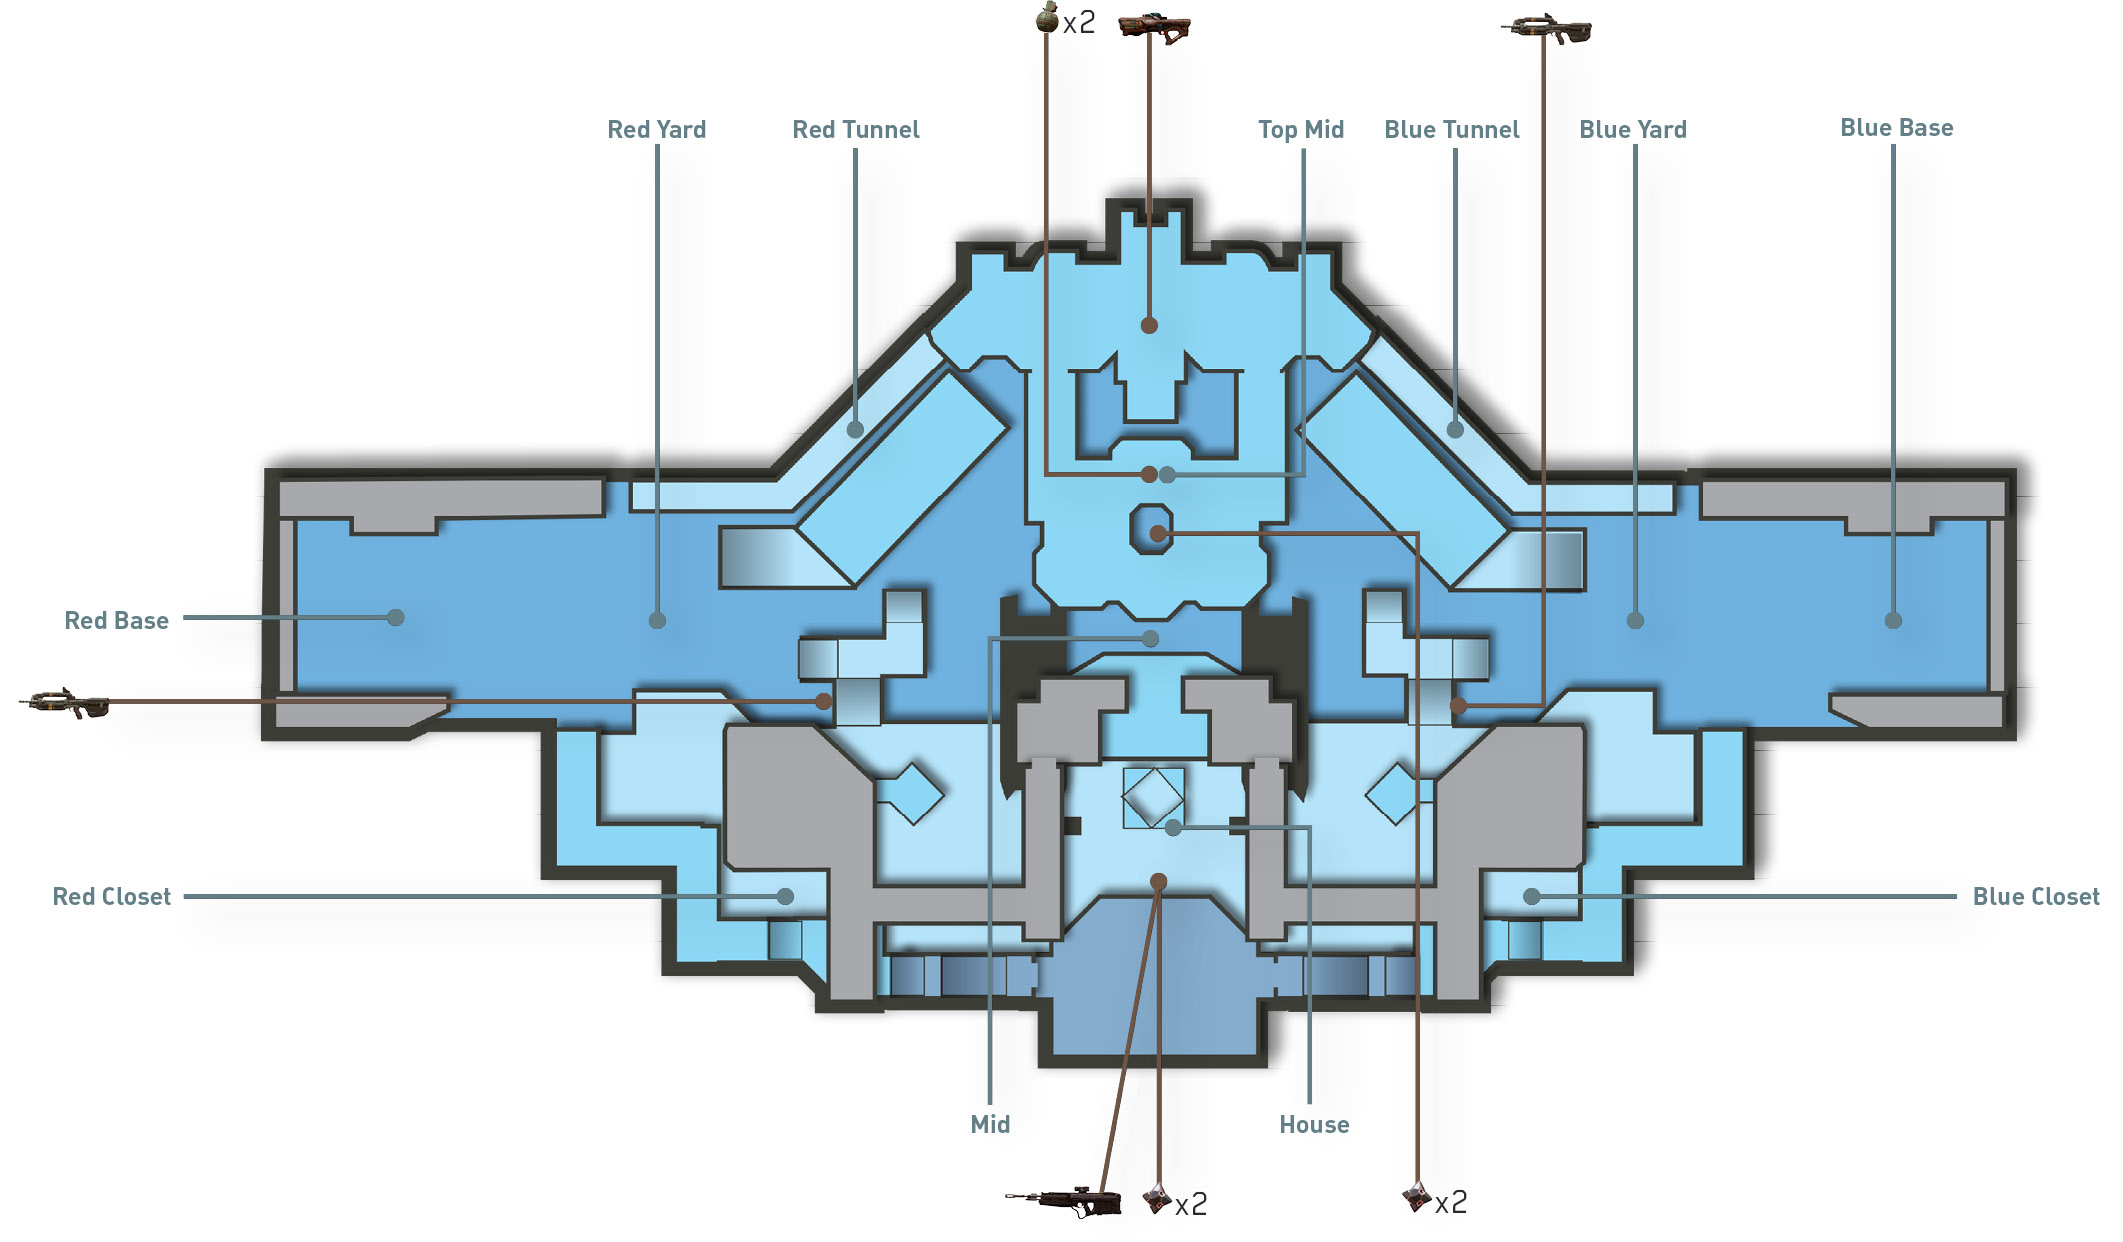 x2
Red Yard
Red Tunnel
Top Mid
Blue Tunnel
Blue Yard
Blue Base
Red Base
Red Closet
Blue Closet
Mid
House
x2
x2